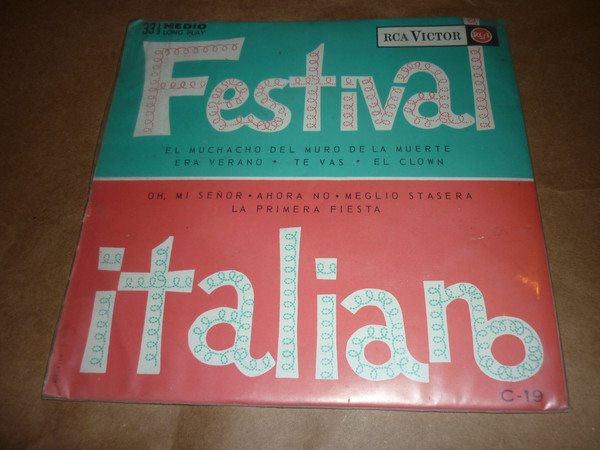 33⅓ MEDIO
LONG PLAY
RCA VICTOR
RCA
Festival
EL MUCHACHO DEL MURO DE LA MUERTE
ERA VERANO • TE VAS • EL CLOWN
OH, MI SEÑOR • AHORA NO • MEGLIO STASERA
LA PRIMERA FIESTA
italiano
C-19